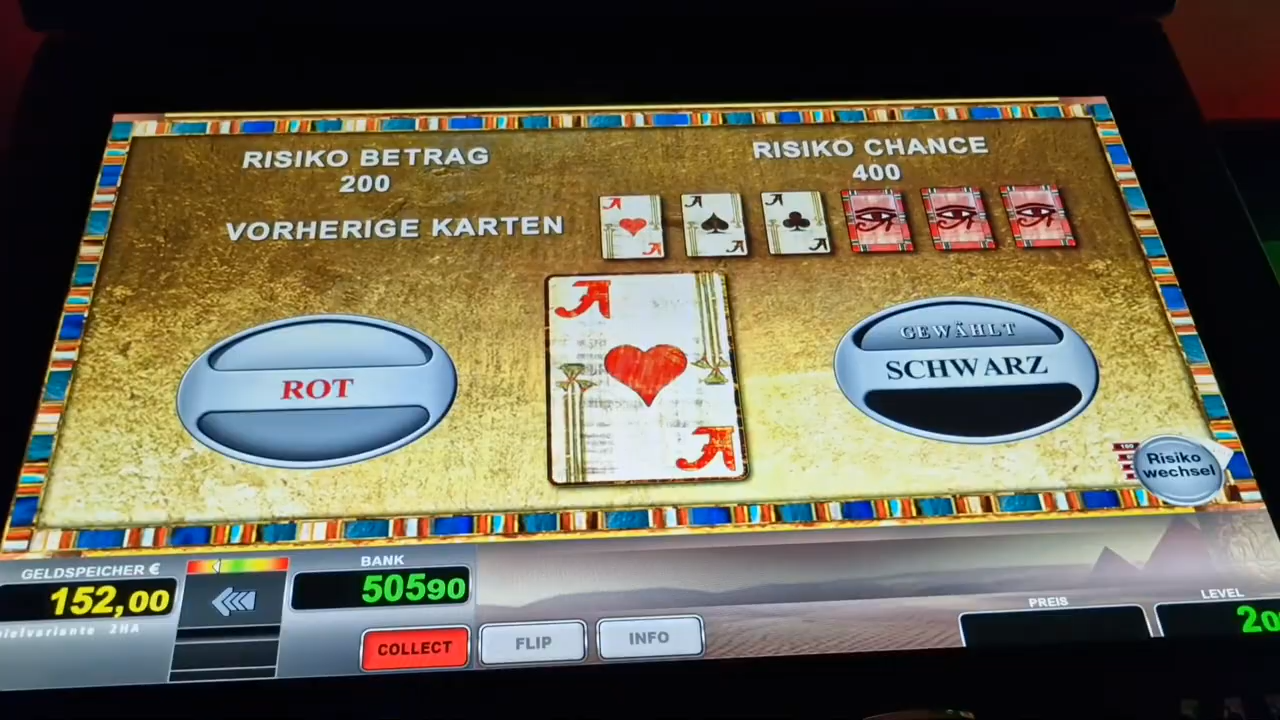 RISIKO BETRAG
200
RISIKO CHANCE
400
VORHERIGE KARTEN
A
A
A
A
A
A
A
A
ROT
GEWÄHLT
SCHWARZ
Risiko
wechsel
GELDSPEICHER €
152,00
BANK
50590
COLLECT
FLIP
INFO
PREIS
LEVEL